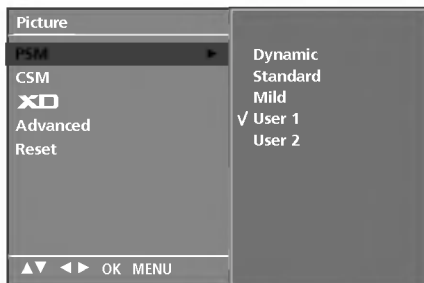 Picture
PSM ▶
CSM
XD
Advanced
Reset
▲▼ ◀▶ OK MENU
Dynamic
Standard
Mild
√ User 1
User 2